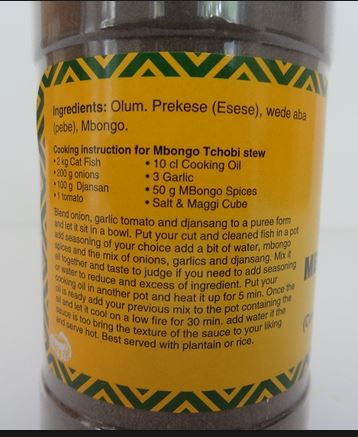 Ingredients: Olum. Prekese (Esese), wede aba
(pebe), Mbongo.
Cooking instruction for Mbongo Tchobi stew
• 2 kg Cat Fish
• 200 g onions
• 100 g Djansan
• 1 tomato
• 10 cl Cooking Oil
• 3 Garlic
• 50 g MBongo Spices
• Salt & Maggi Cube
Blend onion, garlic tomato and djansang to a puree form
and let it sit in a bowl. Put your cut and cleaned fish in a pot
add seasoning of your choice add a bit of water, mbongo
spices and the mix of onions, garlics and djansang. Mix it
all together and taste to judge if you need to add seasoning
or water to reduce and excess of ingredient. Put your
cooking oil in another pot and heat it up for 5 min. Once the
oil is ready add your previous mix to the pot containing the
oil and let it cool on a low fire for 30 min. add water if the
sauce is too bring the texture of the sauce to your liking
and serve hot. Best served with plantain or rice.